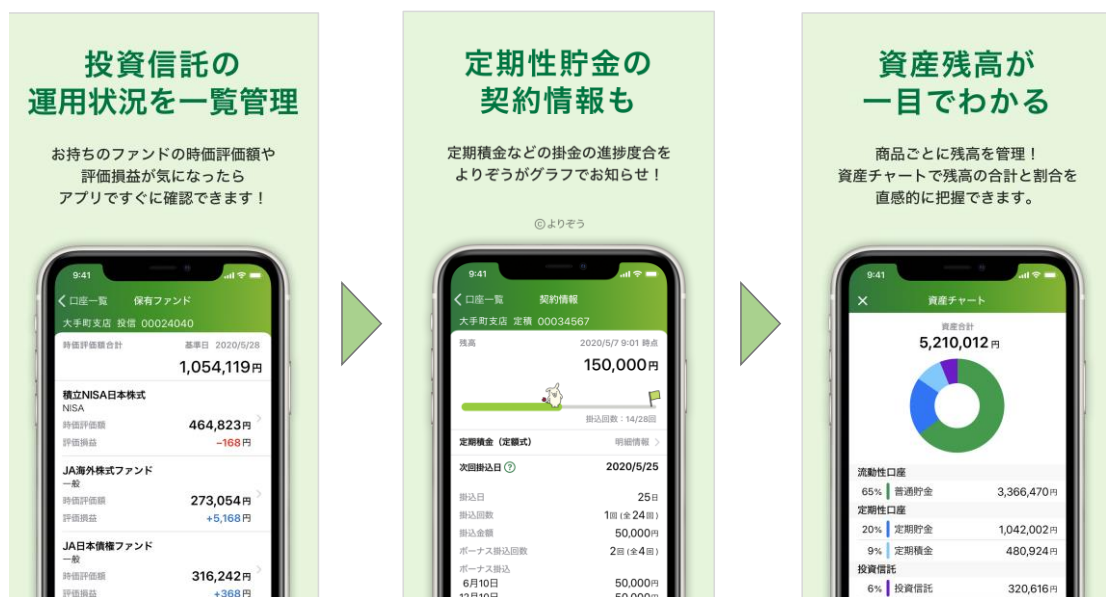 投資信託の
運用状況を一覧管理
お持ちのファンドの時価評価額や
評価損益が気になったら
アプリですぐに確認できます！
9:41
口座一覧 保有ファンド
大手町支店 投信 00024040
時価評価額合計 基準日 2020/5/28
1,054,119円
積立NISA日本株式
NISA
時価評価額 464,823円
評価損益 −168円
JA海外株式ファンド
一般
時価評価額 273,054円
評価損益 +5,168円
JA日本債権ファンド
一般
時価評価額 316,242円
評価損益 +368円
定期性貯金の
契約情報も
定期積金などの掛金の進捗度合を
よりぞうがグラフでお知らせ！
©よりぞう
9:41
口座一覧 契約情報
大手町支店 定積 00034567
残高 2020/5/7 9:01 時点
150,000円
掛込回数：14/28回
定期積金（定額式） 明細情報
次回掛込日 ? 2020/5/25
掛込日 25日
掛込回数 1回 (全24回)
掛込金額 50,000円
ボーナス掛込回数 2回 (全4回)
ボーナス掛込
6月10日 50,000円
12月10日 50,000円
資産残高が
一目でわかる
商品ごとに残高を管理！
資産チャートで残高の合計と割合を
直感的に把握できます。
9:41
× 資産チャート
資産合計
5,210,012円
流動性口座
65% 普通貯金 3,366,470円
定期性口座
20% 定期貯金 1,042,002円
9% 定期積金 480,924円
投資信託
6% 投資信託 320,616円